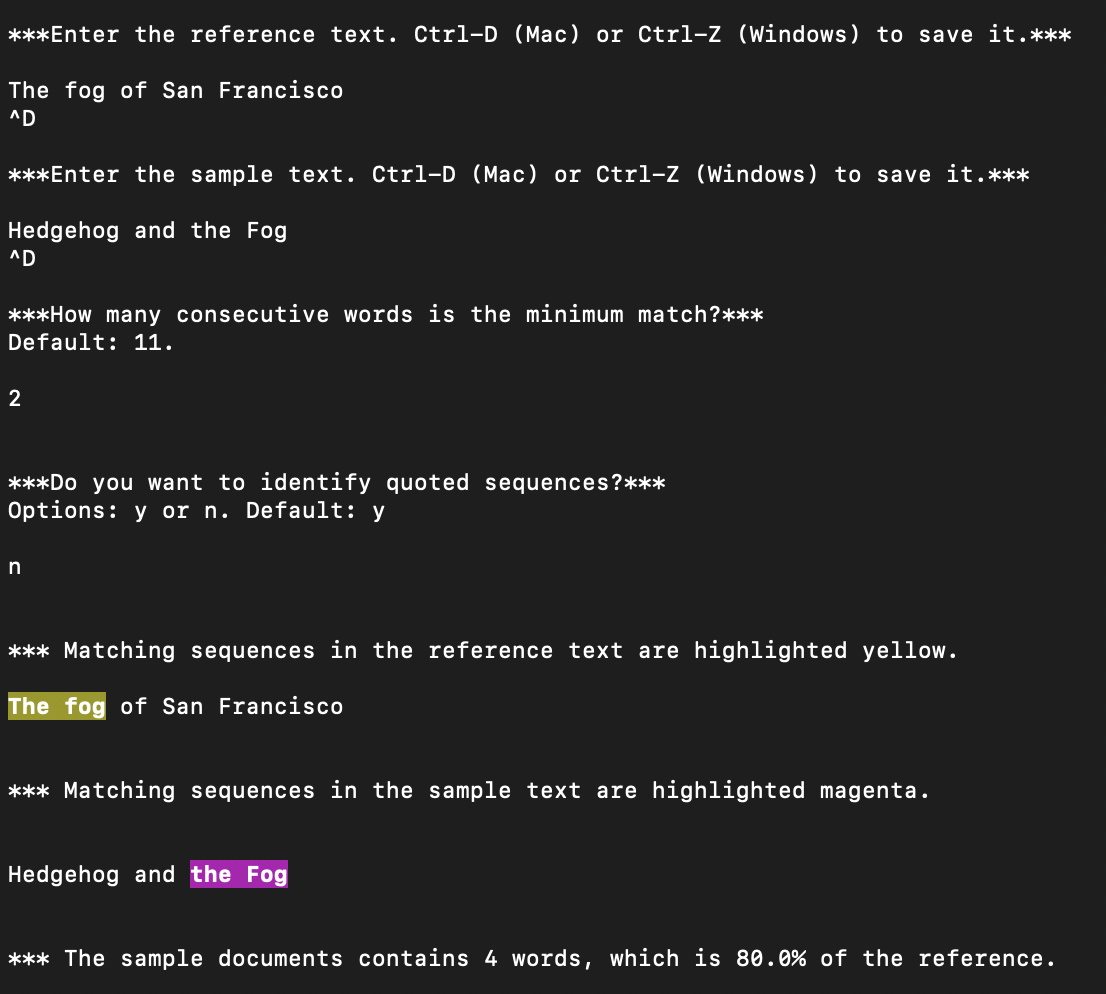 ***Enter the reference text. Ctrl-D (Mac) or Ctrl-Z (Windows) to save it.***
The fog of San Francisco
^D
***Enter the sample text. Ctrl-D (Mac) or Ctrl-Z (Windows) to save it.***
Hedgehog and the Fog
^D
***How many consecutive words is the minimum match?***
Default: 11.
2
***Do you want to identify quoted sequences?***
Options: y or n. Default: y
n
*** Matching sequences in the reference text are highlighted yellow.
The fog of San Francisco
*** Matching sequences in the sample text are highlighted magenta.
Hedgehog and the Fog
*** The sample documents contains 4 words, which is 80.0% of the reference.